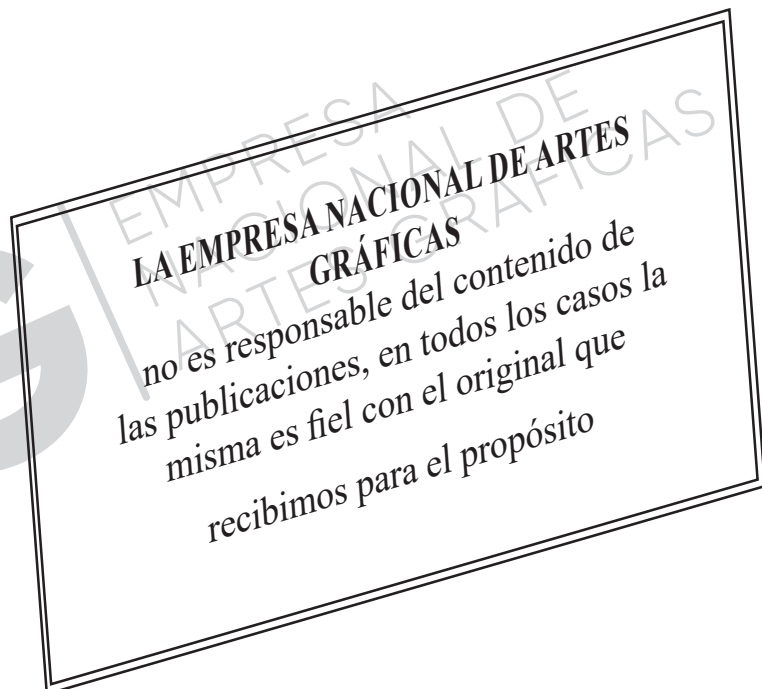 EMPRESA
NACIONAL DE
ARTES GRÁFICAS
LA EMPRESA NACIONAL DE ARTES
GRÁFICAS
no es responsable del contenido de
las publicaciones, en todos los casos la
misma es fiel con el original que
recibimos para el propósito